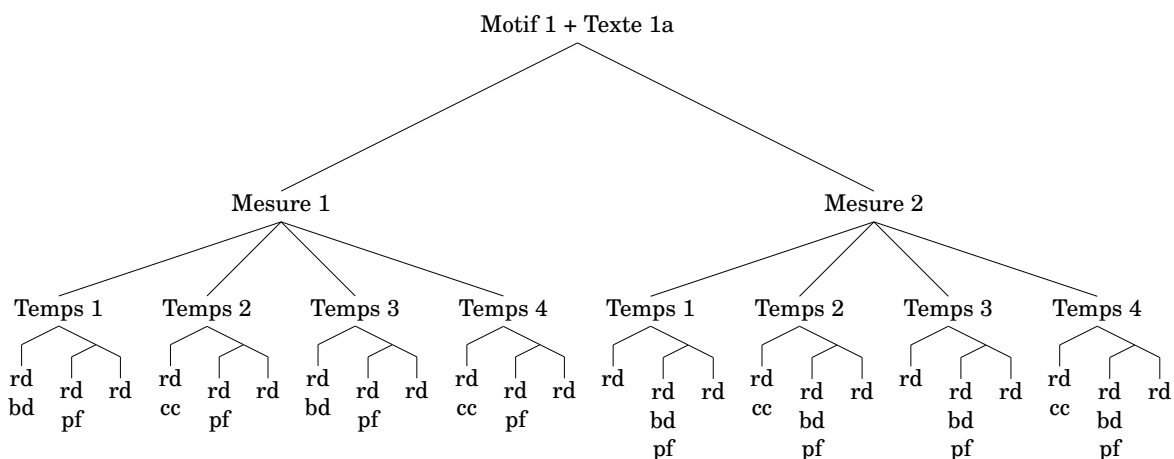 Motif 1 + Texte 1a
Mesure 1 Mesure 2
Temps 1 Temps 2 Temps 3 Temps 4 Temps 1 Temps 2 Temps 3 Temps 4
rd rd rd rd rd rd rd rd
rd rd rd rd rd rd rd rd rd rd rd rd rd rd rd rd
bd cc bd cc cc cc
pf pf pf pf bd bd bd bd
pf pf pf pf